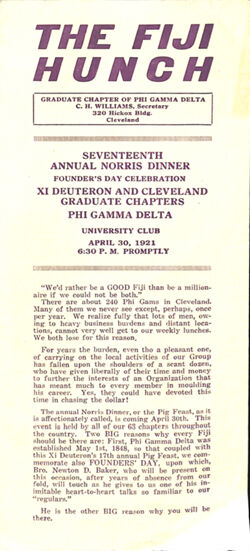 THE FIJI
HUNCH
GRADUATE CHAPTER OF PHI GAMMA DELTA
C. H. WILLIAMS, Secretary
320 Hickox Bldg.
Cleveland
SEVENTEENTH
ANNUAL NORRIS DINNER
FOUNDER'S DAY CELEBRATION
XI DEUTERON AND CLEVELAND
GRADUATE CHAPTERS
PHI GAMMA DELTA
UNIVERSITY CLUB
APRIL 30, 1921
6:30 P. M. PROMPTLY
"We'd rather be a GOOD Fiji than be a million-
aire if we could not be both."
There are about 240 Phi Gams in Cleveland.
Many of them we never see except, perhaps, once
per year. We realize fully that lots of men, ow-
ing to heavy business burdens and distant loca-
tions, cannot very well get to our weekly lunches.
We both lose for this reason.
For years the burden, even tho a pleasant one,
of carrying on the local activities of our Group
has fallen upon the shoulders of a scant dozen,
who have given liberally of their time and money
to further the interests of an Organization that
has meant much to every member in moulding
his career. Yes, they could have devoted this
time in chasing the dollar!
The annual Norris Dinner, or the Pig Feast, as it
is affectionately called, is coming April 30th. This
event is held by all of our 63 chapters throughout
the country. Two BIG reasons why every Fiji
should be there are: First, Phi Gamma Delta was
established May 1st, 1848, so that coupled with
this Xi Deuteron's 17th annual Pig Feast, we com-
memorate also FOUNDERS' DAY, upon which,
Bro. Newton D. Baker, who will be present on
this occasion, after years of absence from our
fold, will touch as he gives to us one of his in-
imitable heart-to-heart talks so familiar to our
"regulars."
He is the other BIG reason why you will be
there.